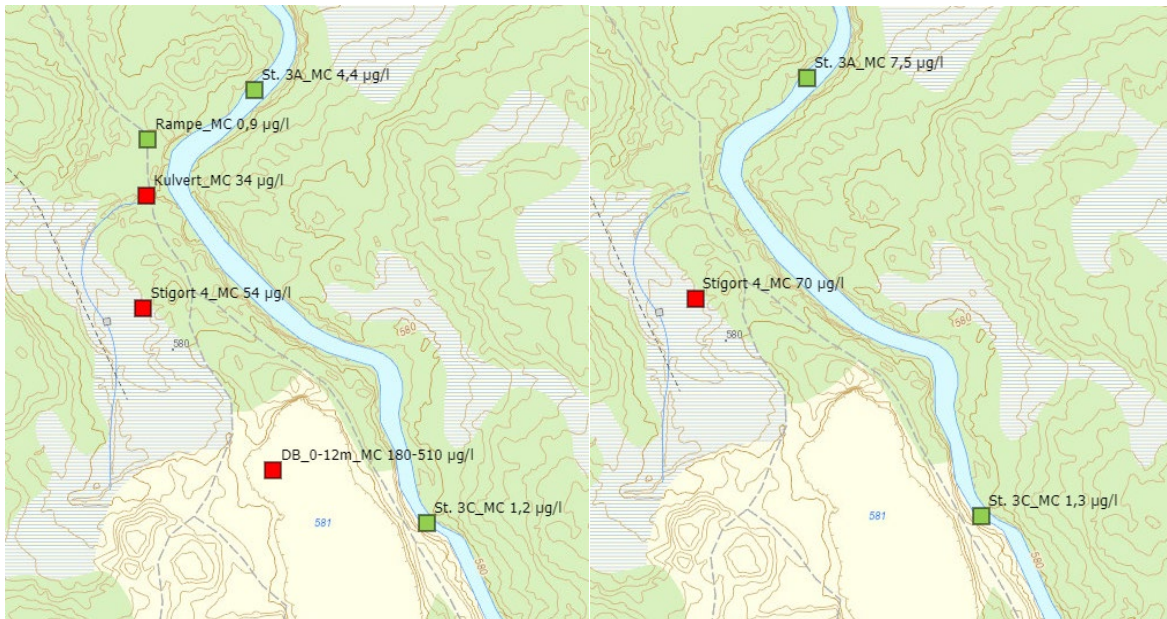 St. 3A_MC 4,4 µg/l
Rampe_MC 0,9 µg/l
Kulvert_MC 34 µg/l
Stigort 4_MC 54 µg/l
580
1580
DB_0-12m_MC 180-510 µg/l
581
St. 3C_MC 1,2 µg/l
580
St. 3A_MC 7,5 µg/l
Stigort 4_MC 70 µg/l
580
1580
581
St. 3C_MC 1,3 µg/l
580